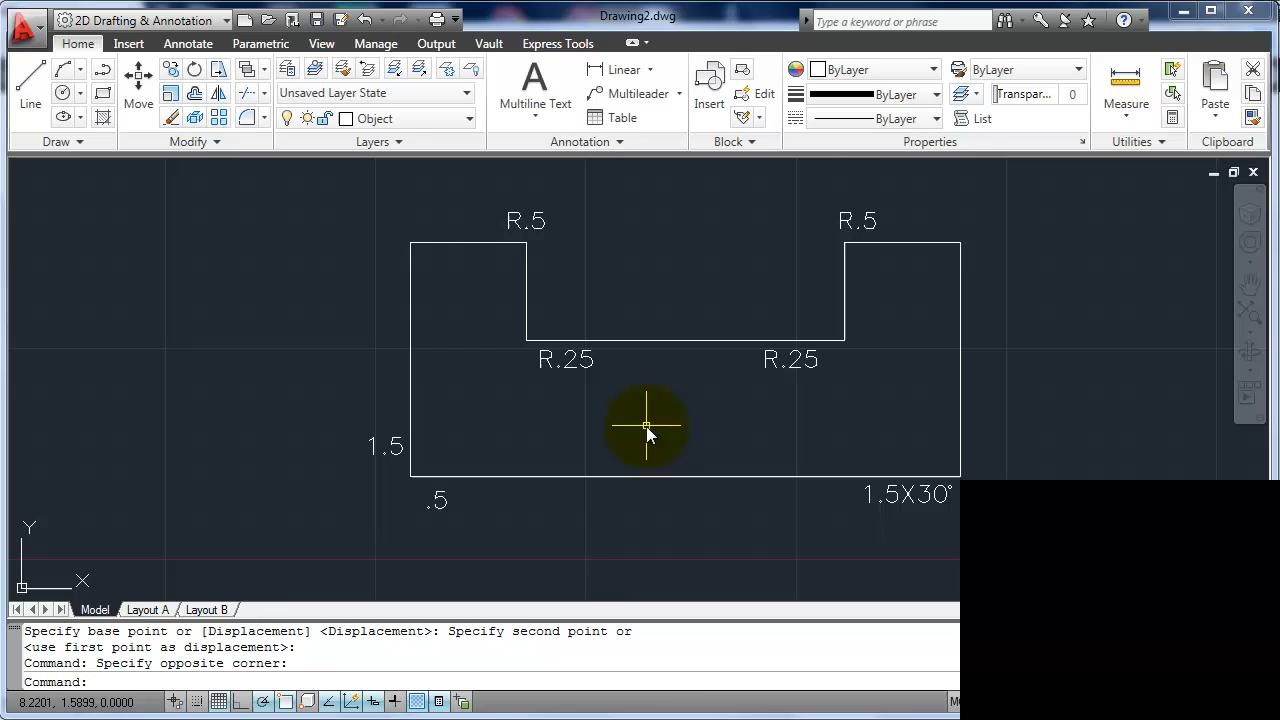 2D Drafting & Annotation
Drawing2.dwg
Type a keyword or phrase
Home Insert Annotate Parametric View Manage Output Vault Express Tools
Line
Move
Unsaved Layer State
Object
Multiline Text
Linear
Multileader
Table
Insert
Edit
ByLayer
ByLayer
ByLayer
ByLayer
Transpar... 0
List
Measure
Paste
Draw Modify Layers Annotation Block Properties Utilities Clipboard
R.5 R.5
R.25 R.25
1.5
.5 1.5X30°
Y
X
Model Layout A Layout B
Specify base point or [Displacement] <Displacement>: Specify second point or
<use first point as displacement>:
Command: Specify opposite corner:
Command:
8.2201, 1.5899, 0.0000